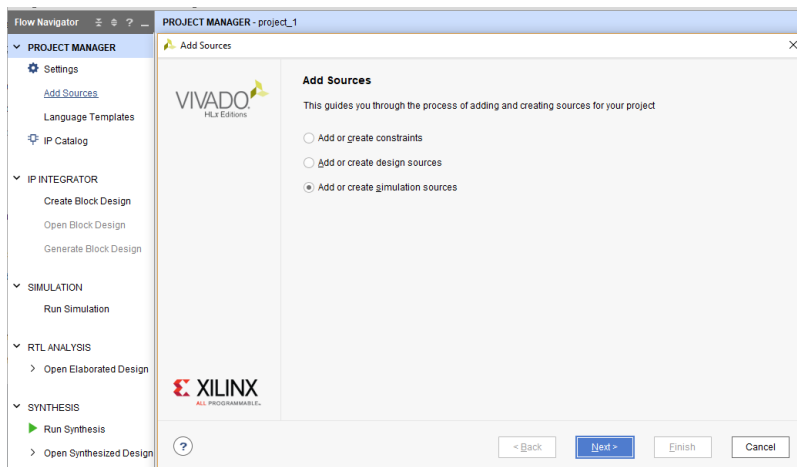 Flow Navigator ? _
PROJECT MANAGER - project_1
PROJECT MANAGER
Settings
Add Sources
Language Templates
IP Catalog
IP INTEGRATOR
Create Block Design
Open Block Design
Generate Block Design
SIMULATION
Run Simulation
RTL ANALYSIS
> Open Elaborated Design
SYNTHESIS
Run Synthesis
> Open Synthesized Design
Add Sources
VIVADO.
HLx Editions
Add Sources
This guides you through the process of adding and creating sources for your project
Add or create constraints
Add or create design sources
Add or create simulation sources
XILINX
ALL PROGRAMMABLE.
?
< Back
Next >
Finish
Cancel